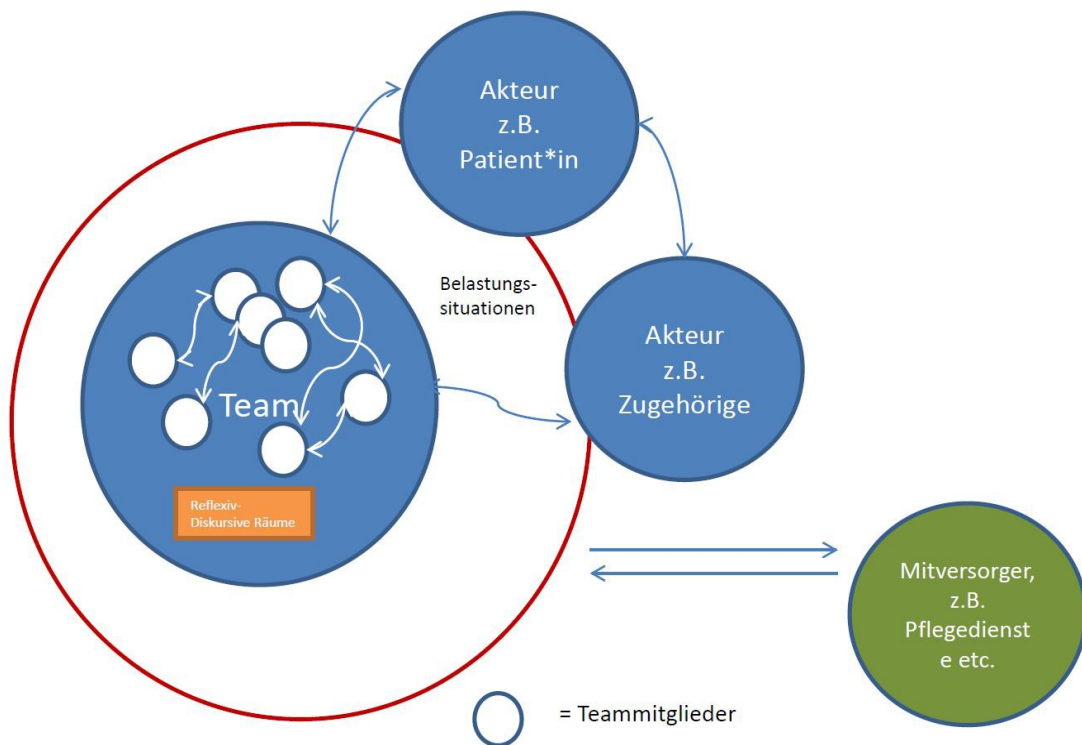 Akteur
z.B.
Patient*in
Belastungs-
situationen
Akteur
z.B.
Zugehörige
Team
Reflexiv-
Diskursive Räume
Mitversorger,
z.B.
Pflegedienst
e etc.
= Teammitglieder